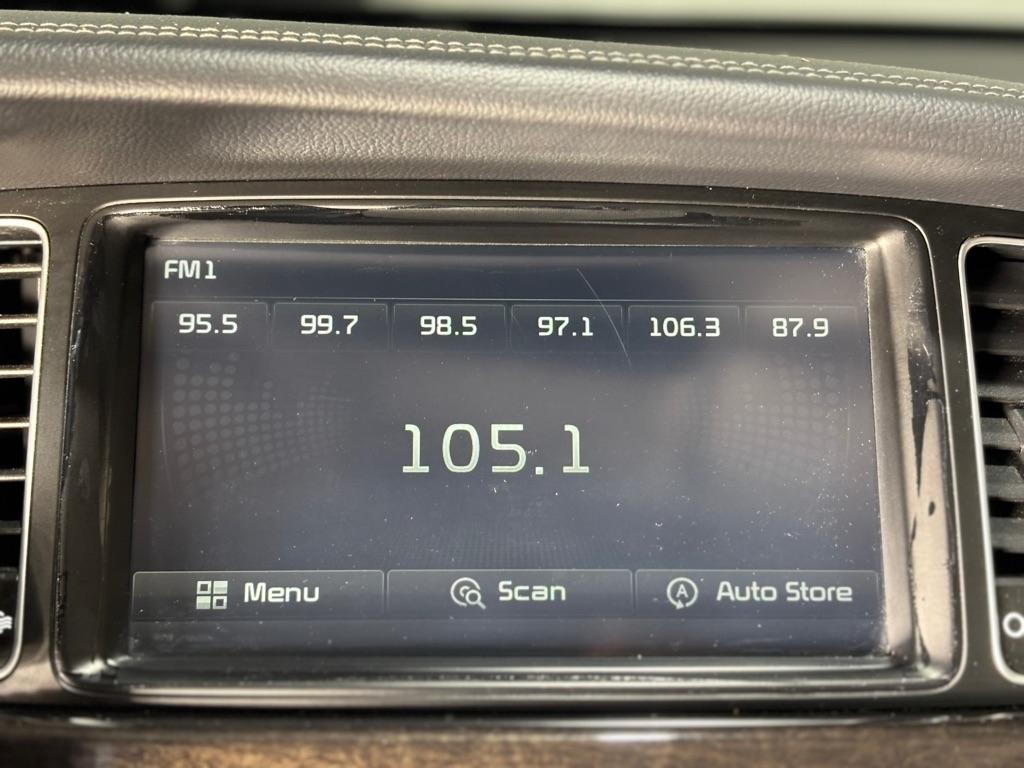 FM1
95.5 99.7 98.5 97.1 106.3 87.9
105.1
Menu Scan Auto Store